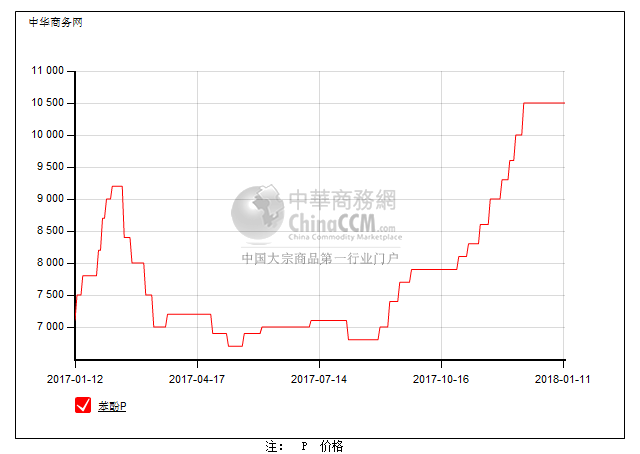 中华商务网
11 000
10 500
10 000
9 500
9 000
8 500
8 000
7 500
7 000
中華商務網
ChinaCCM.com
China Commodity Marketplace
中国大宗商品第一行业门户
2017-01-12
2017-04-17
2017-07-14
2017-10-16
2018-01-11
苯酚P
注: P 价格